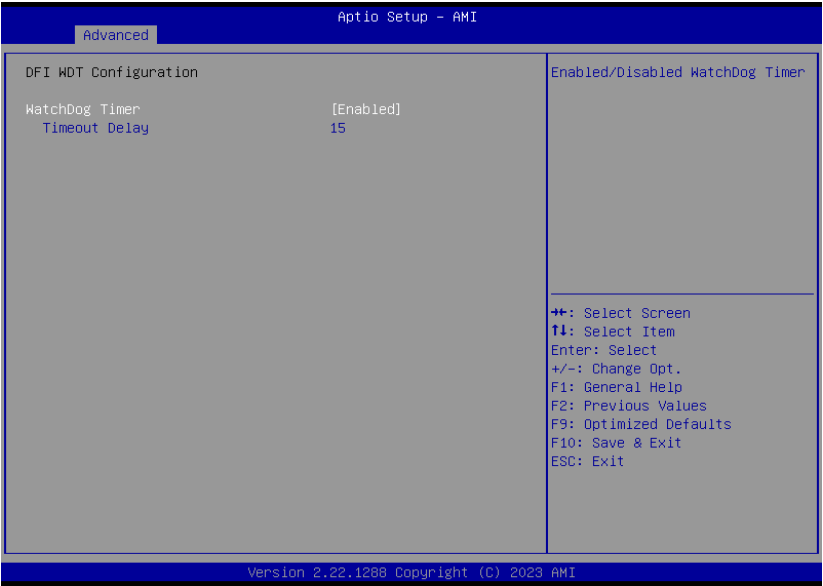 Aptio Setup – AMI
Advanced
DFI WDT Configuration
WatchDog Timer [Enabled]
Timeout Delay 15
Enabled/Disabled WatchDog Timer
→←: Select Screen
↑↓: Select Item
Enter: Select
+/-: Change Opt.
F1: General Help
F2: Previous Values
F9: Optimized Defaults
F10: Save & Exit
ESC: Exit
Version 2.22.1288 Copyright (C) 2023 AMI